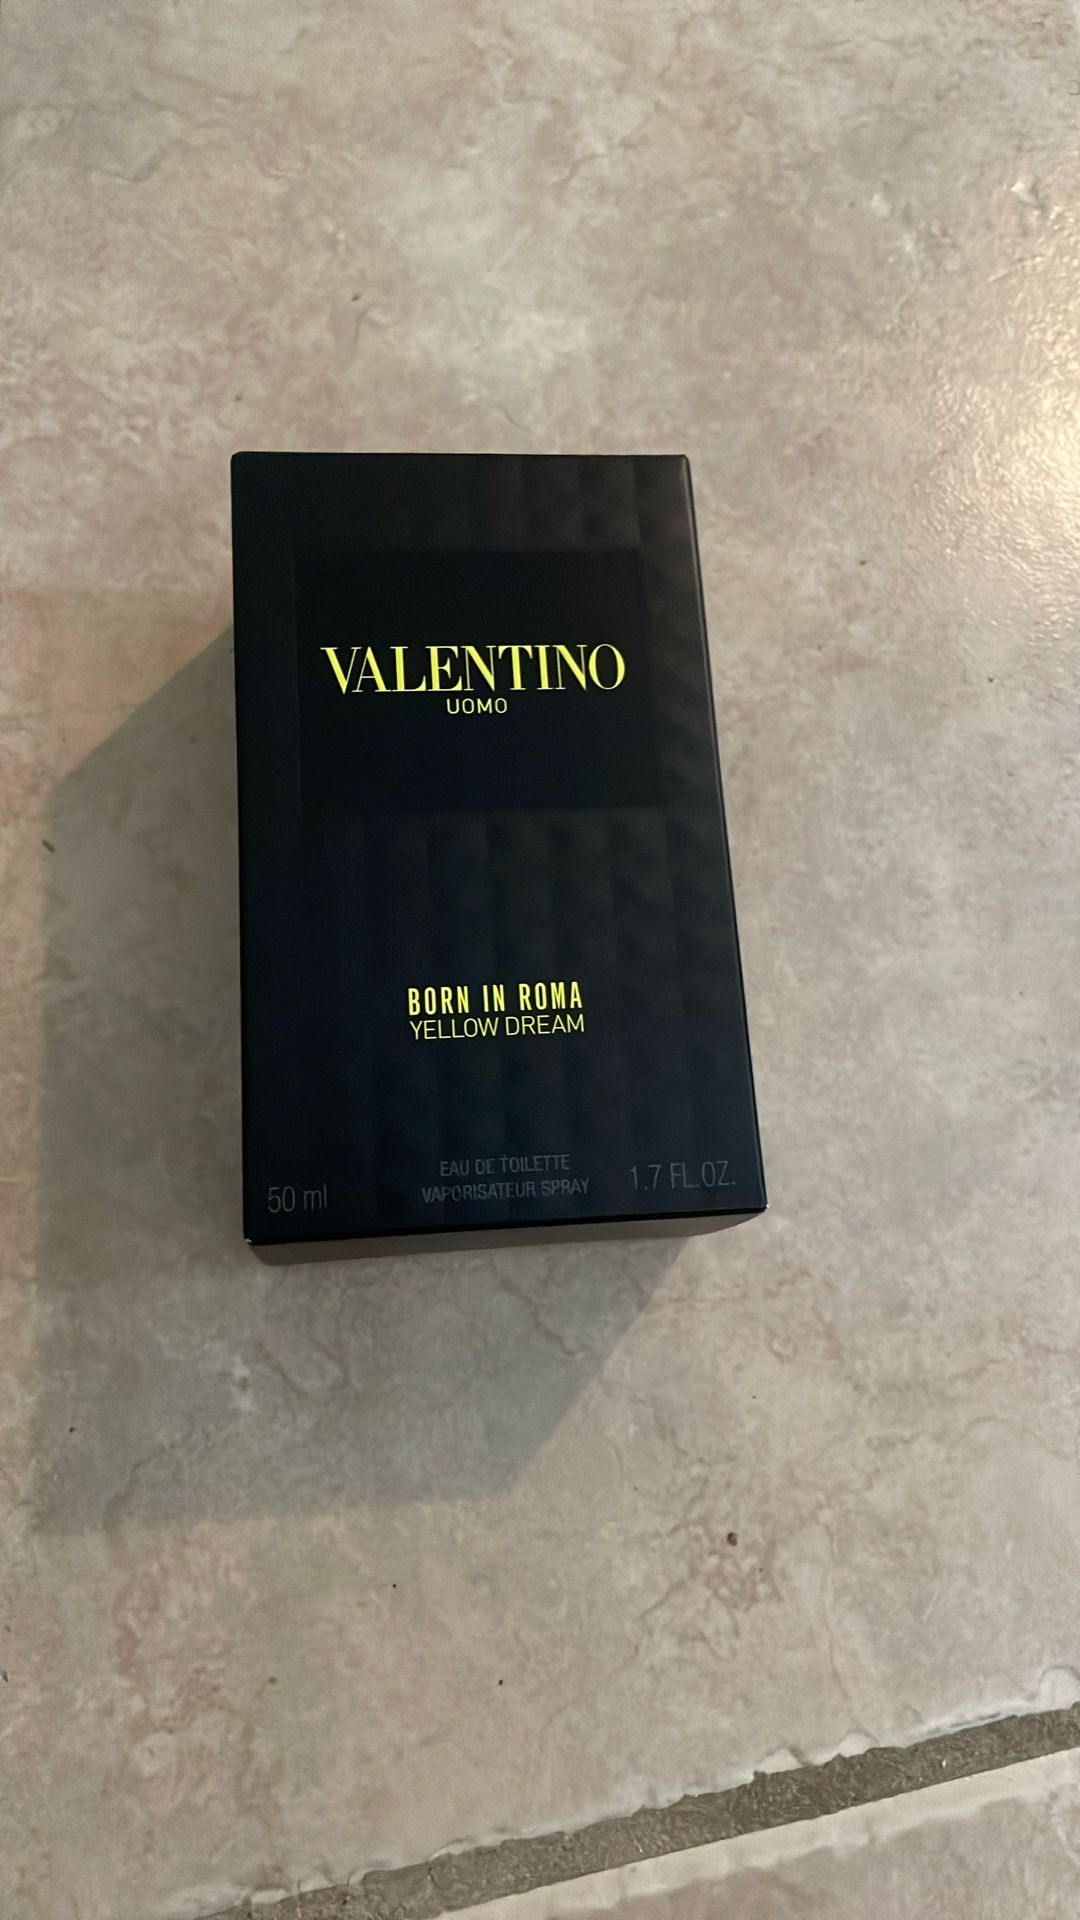 VALENTINO
UOMO
BORN IN ROMA
YELLOW DREAM
EAU DE TOILETTE
50 ml VAPORISATEUR SPRAY 1.7 FL.OZ.